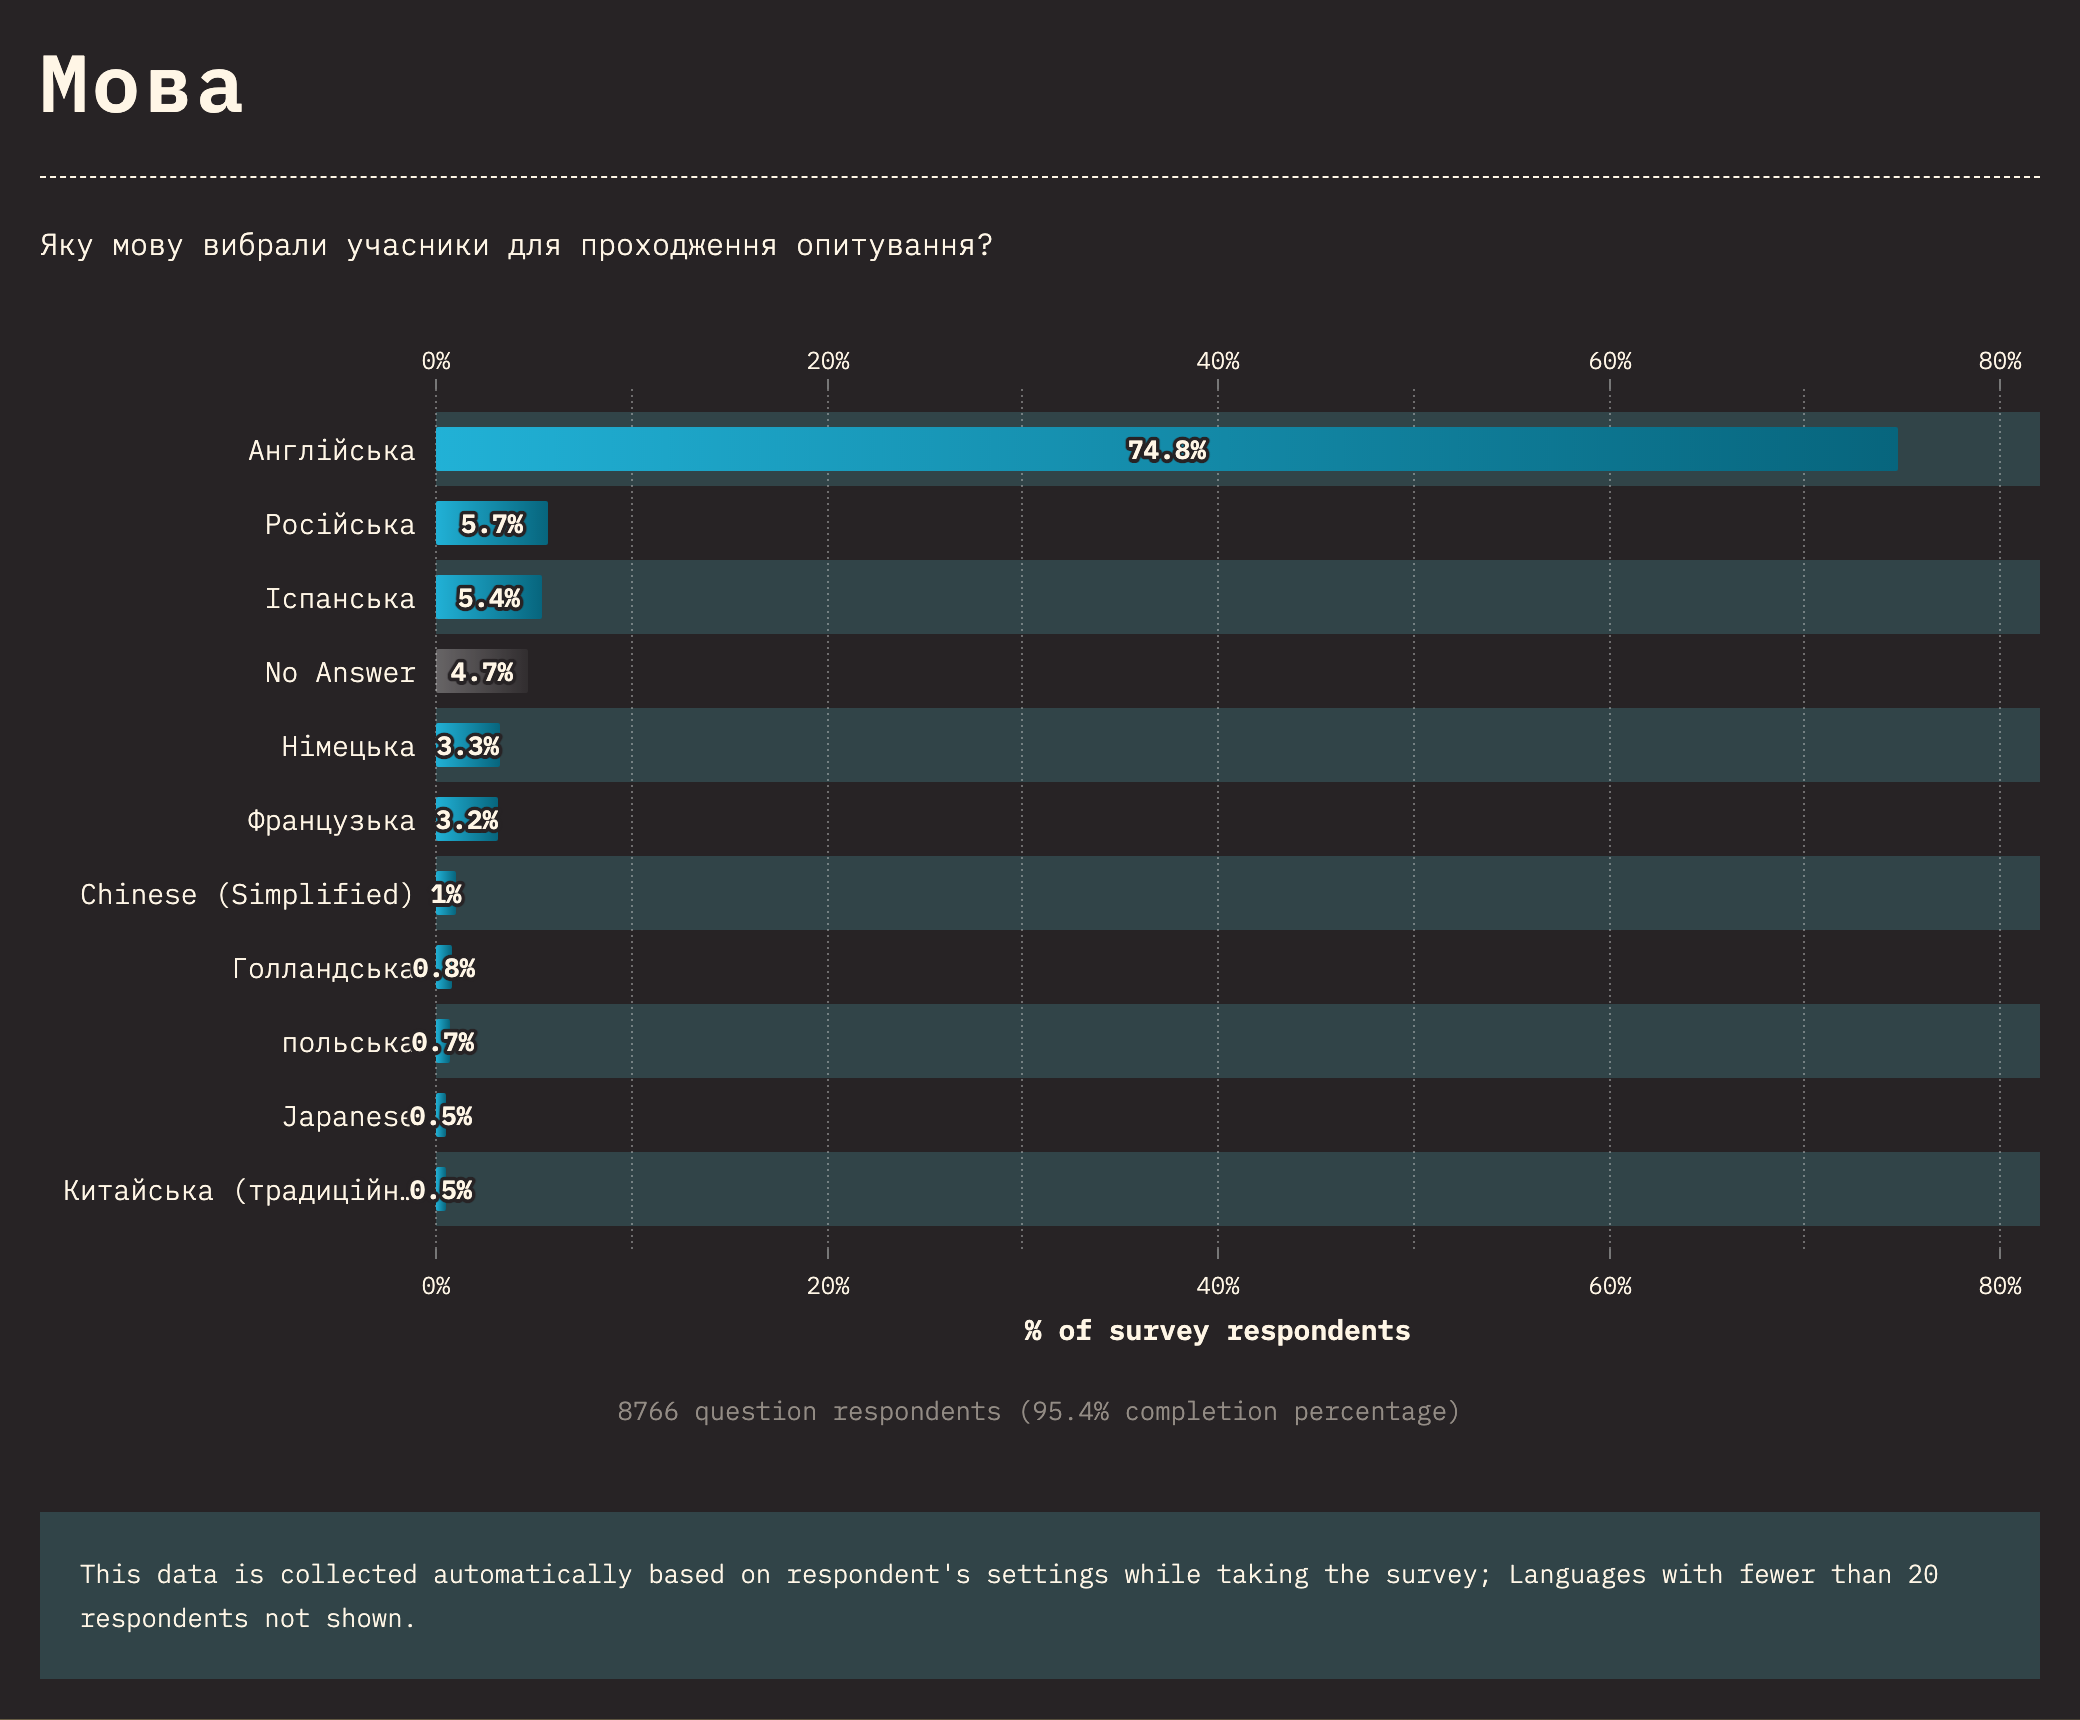 Мова
Яку мову вибрали учасники для проходження опитування?
0% 20% 40% 60% 80%
Англійська 74.8%
Російська 5.7%
Іспанська 5.4%
No Answer 4.7%
Німецька 3.3%
Французька 3.2%
Chinese (Simplified) 1%
Голландська 0.8%
польська 0.7%
Japanese 0.5%
Китайська (традиційн… 0.5%
0% 20% 40% 60% 80%
% of survey respondents
8766 question respondents (95.4% completion percentage)
This data is collected automatically based on respondent's settings while taking the survey; Languages with fewer than 20
respondents not shown.